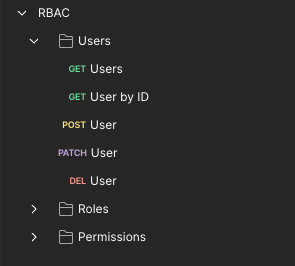 RBAC
Users
GET Users
GET User by ID
POST User
PATCH User
DEL User
Roles
Permissions